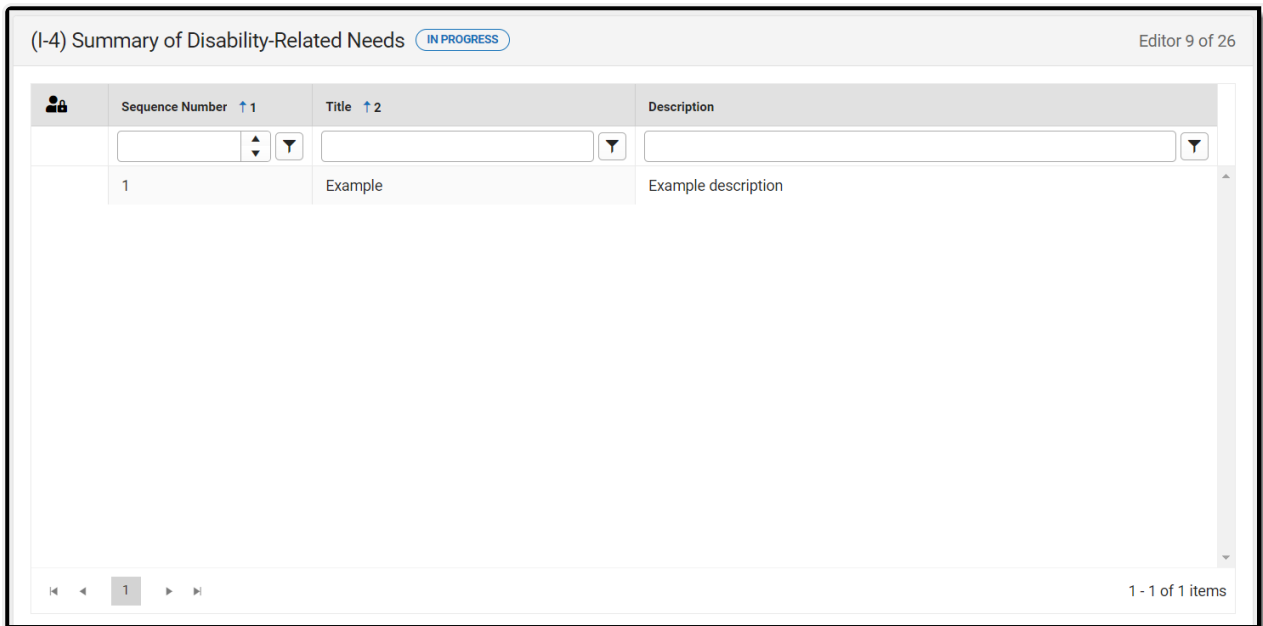 (I-4) Summary of Disability-Related Needs IN PROGRESS Editor 9 of 26
Sequence Number ↑ 1 Title ↑ 2 Description
1 Example Example description
1 1 - 1 of 1 items